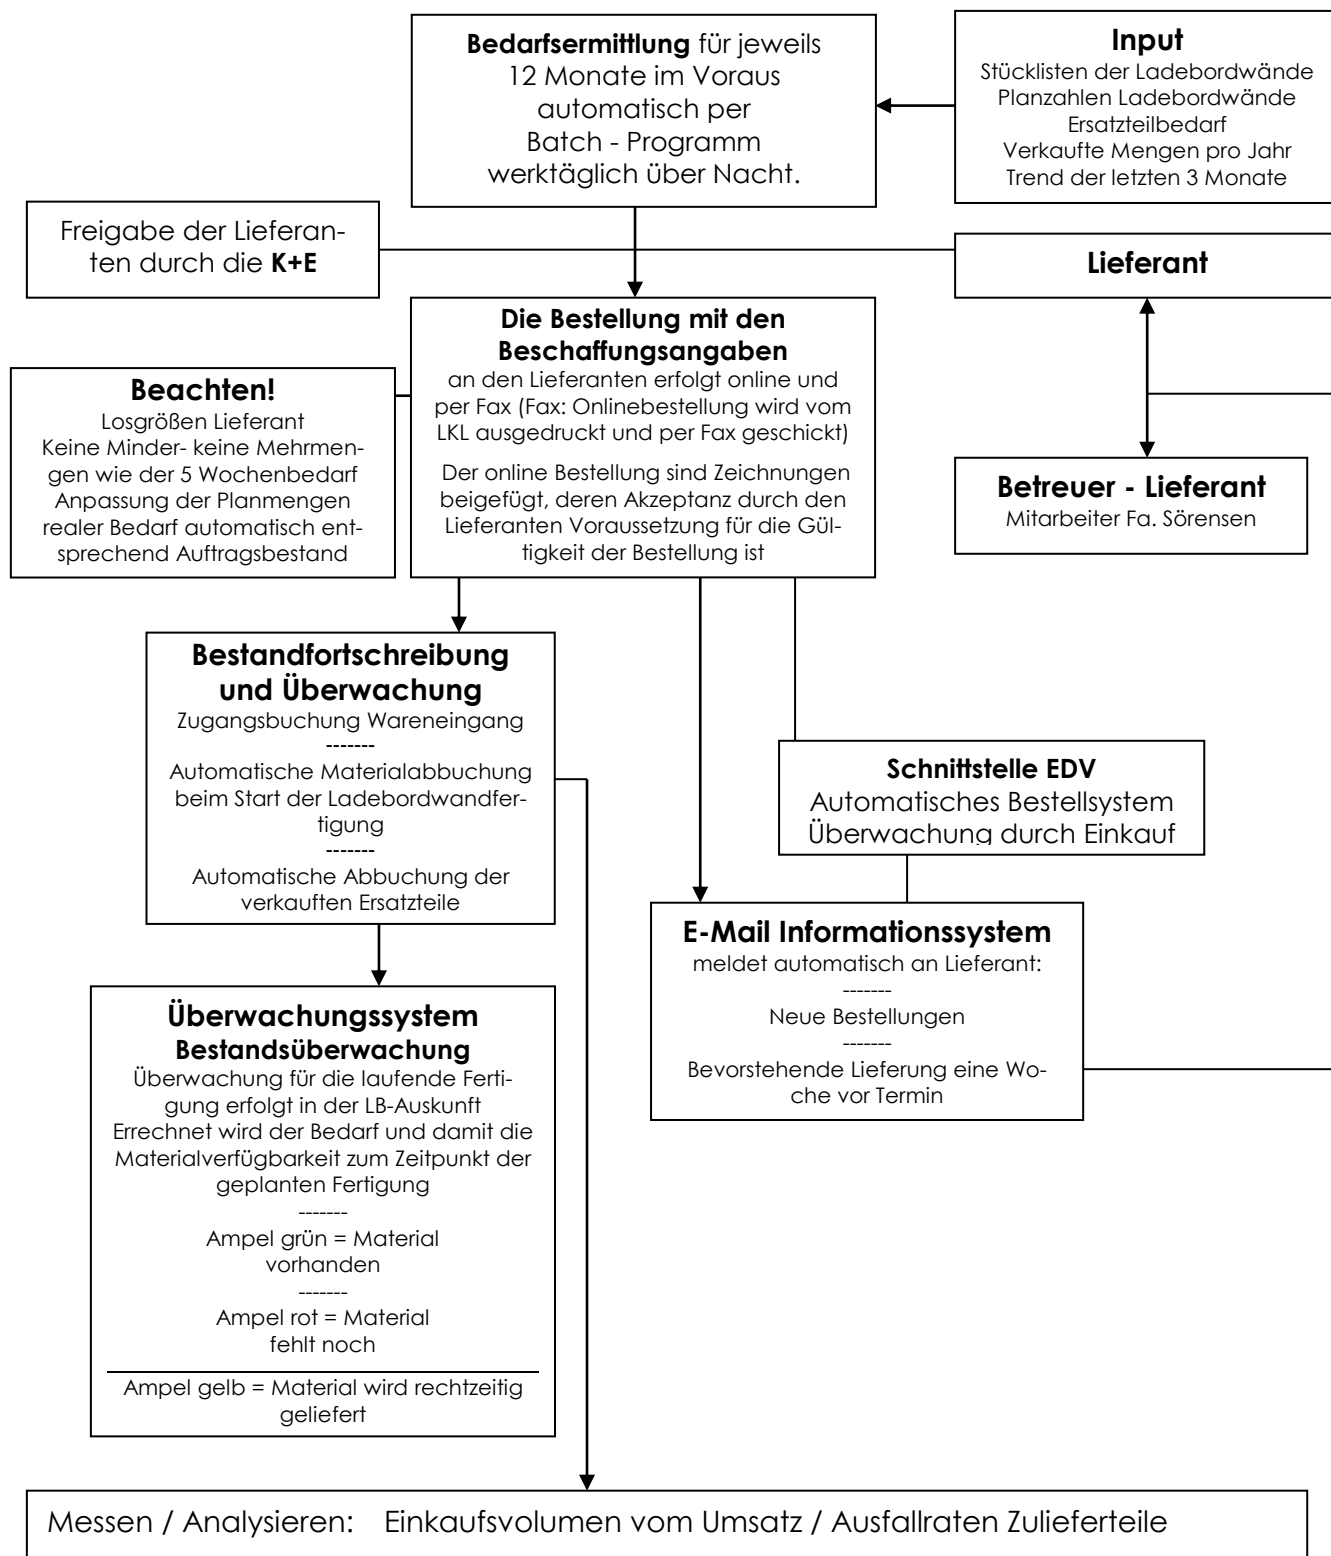 Bedarfsermittlung für jeweils
12 Monate im Voraus
automatisch per
Batch - Programm
werktäglich über Nacht.
Input
Stücklisten der Ladebordwände
Planzahlen Ladebordwände
Ersatzteilbedarf
Verkaufte Mengen pro Jahr
Trend der letzten 3 Monate
Freigabe der Lieferan-
ten durch die K+E
Lieferant
Die Bestellung mit den
Beschaffungsangaben
an den Lieferanten erfolgt online und
per Fax (Fax: Onlinebestellung wird vom
LKL ausgedruckt und per Fax geschickt)
Der online Bestellung sind Zeichnungen
beigefügt, deren Akzeptanz durch den
Lieferanten Voraussetzung für die Gül-
tigkeit der Bestellung ist
Beachten!
Losgrößen Lieferant
Keine Minder- keine Mehrmen-
gen wie der 5 Wochenbedarf
Anpassung der Planmengen
realer Bedarf automatisch ent-
sprechend Auftragsbestand
Betreuer - Lieferant
Mitarbeiter Fa. Sörensen
Bestandfortschreibung
und Überwachung
Zugangsbuchung Wareneingang
-------
Automatische Materialabbuchung
beim Start der Ladebordwandfer-
tigung
-------
Automatische Abbuchung der
verkauften Ersatzteile
Schnittstelle EDV
Automatisches Bestellsystem
Überwachung durch Einkauf
E-Mail Informationssystem
meldet automatisch an Lieferant:
-------
Neue Bestellungen
-------
Bevorstehende Lieferung eine Wo-
che vor Termin
Überwachungssystem
Bestandsüberwachung
Überwachung für die laufende Ferti-
gung erfolgt in der LB-Auskunft
Errechnet wird der Bedarf und damit die
Materialverfügbarkeit zum Zeitpunkt der
geplanten Fertigung
-------
Ampel grün = Material
vorhanden
-------
Ampel rot = Material
fehlt noch
Ampel gelb = Material wird rechtzeitig
geliefert
Messen / Analysieren: Einkaufsvolumen vom Umsatz / Ausfallraten Zulieferteile